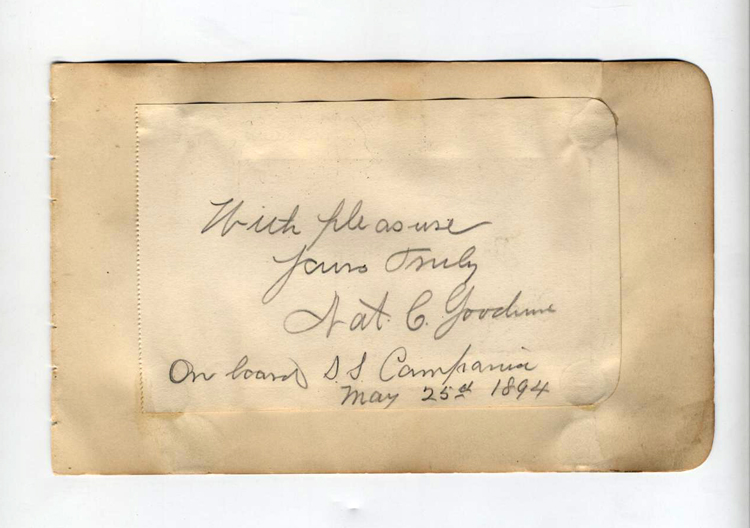 With pleasure
Yours Truly
Nat. C. Goodwin
On board S S Campania
May 25th 1894